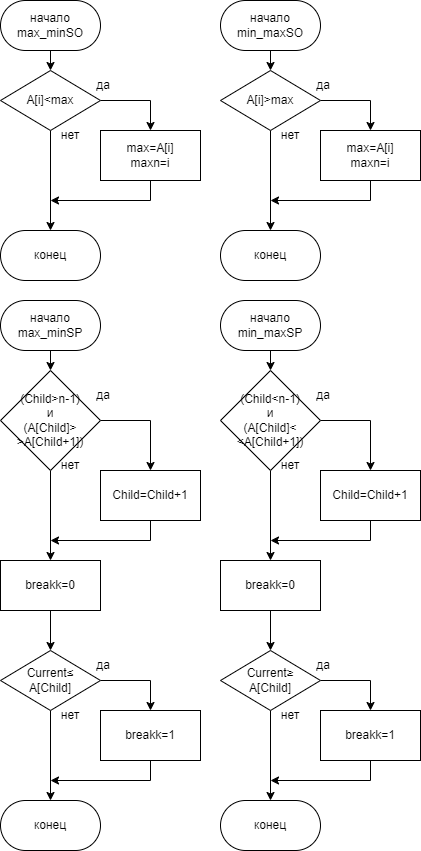 начало
max_minSO
A[i]<max
да
нет
max=A[i]
maxn=i
конец
начало
min_maxSO
A[i]>max
да
нет
max=A[i]
maxn=i
конец
начало
max_minSP
(Child>n-1)
и
(A[Child]>
>A[Child+1])
да
нет
Child=Child+1
breakk=0
Current≤
A[Child]
да
нет
breakk=1
конец
начало
min_maxSP
(Child<n-1)
и
(A[Child]<
<A[Child+1])
да
нет
Child=Child+1
breakk=0
Current≥
A[Child]
да
нет
breakk=1
конец